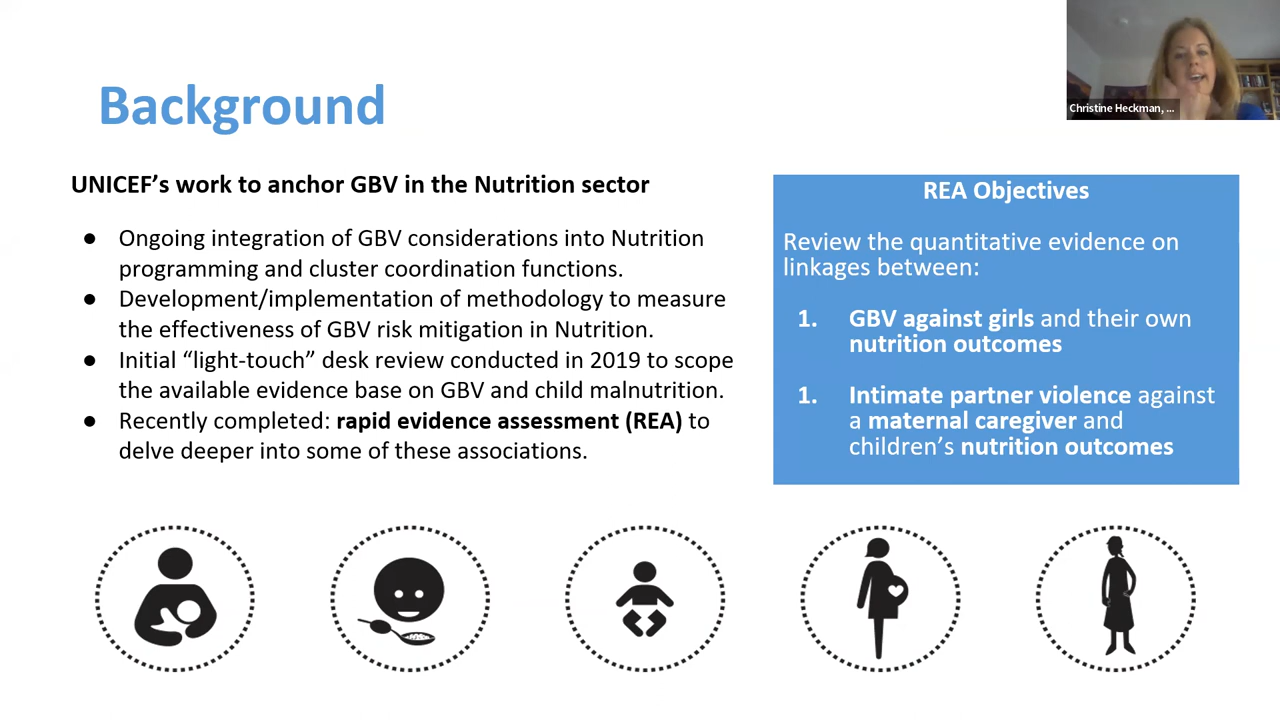 Background
Christine Heckman, ...
UNICEF’s work to anchor GBV in the Nutrition sector
● Ongoing integration of GBV considerations into Nutrition
programming and cluster coordination functions.
● Development/implementation of methodology to measure
the effectiveness of GBV risk mitigation in Nutrition.
● Initial “light-touch” desk review conducted in 2019 to scope
the available evidence base on GBV and child malnutrition.
● Recently completed: rapid evidence assessment (REA) to
delve deeper into some of these associations.
REA Objectives
Review the quantitative evidence on
linkages between:
1. GBV against girls and their own
nutrition outcomes
1. Intimate partner violence against
a maternal caregiver and
children’s nutrition outcomes